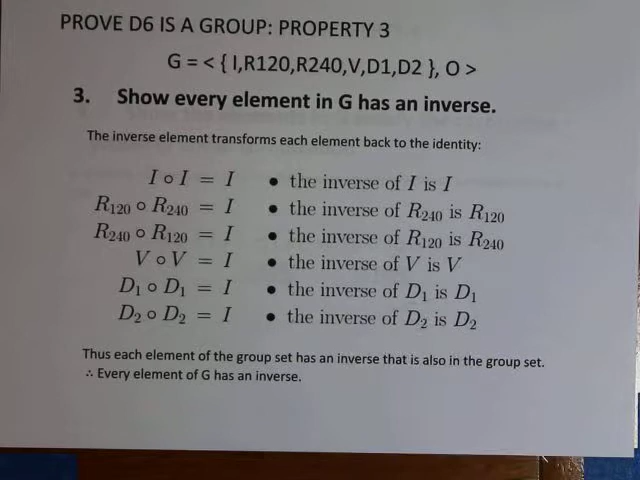 PROVE D6 IS A GROUP: PROPERTY 3
G = < { I,R120,R240,V,D1,D2 }, O >
3. Show every element in G has an inverse.
The inverse element transforms each element back to the identity:
I ∘ I = I • the inverse of I is I
R₁₂₀ ∘ R₂₄₀ = I • the inverse of R₂₄₀ is R₁₂₀
R₂₄₀ ∘ R₁₂₀ = I • the inverse of R₁₂₀ is R₂₄₀
V ∘ V = I • the inverse of V is V
D₁ ∘ D₁ = I • the inverse of D₁ is D₁
D₂ ∘ D₂ = I • the inverse of D₂ is D₂
Thus each element of the group set has an inverse that is also in the group set.
∴ Every element of G has an inverse.